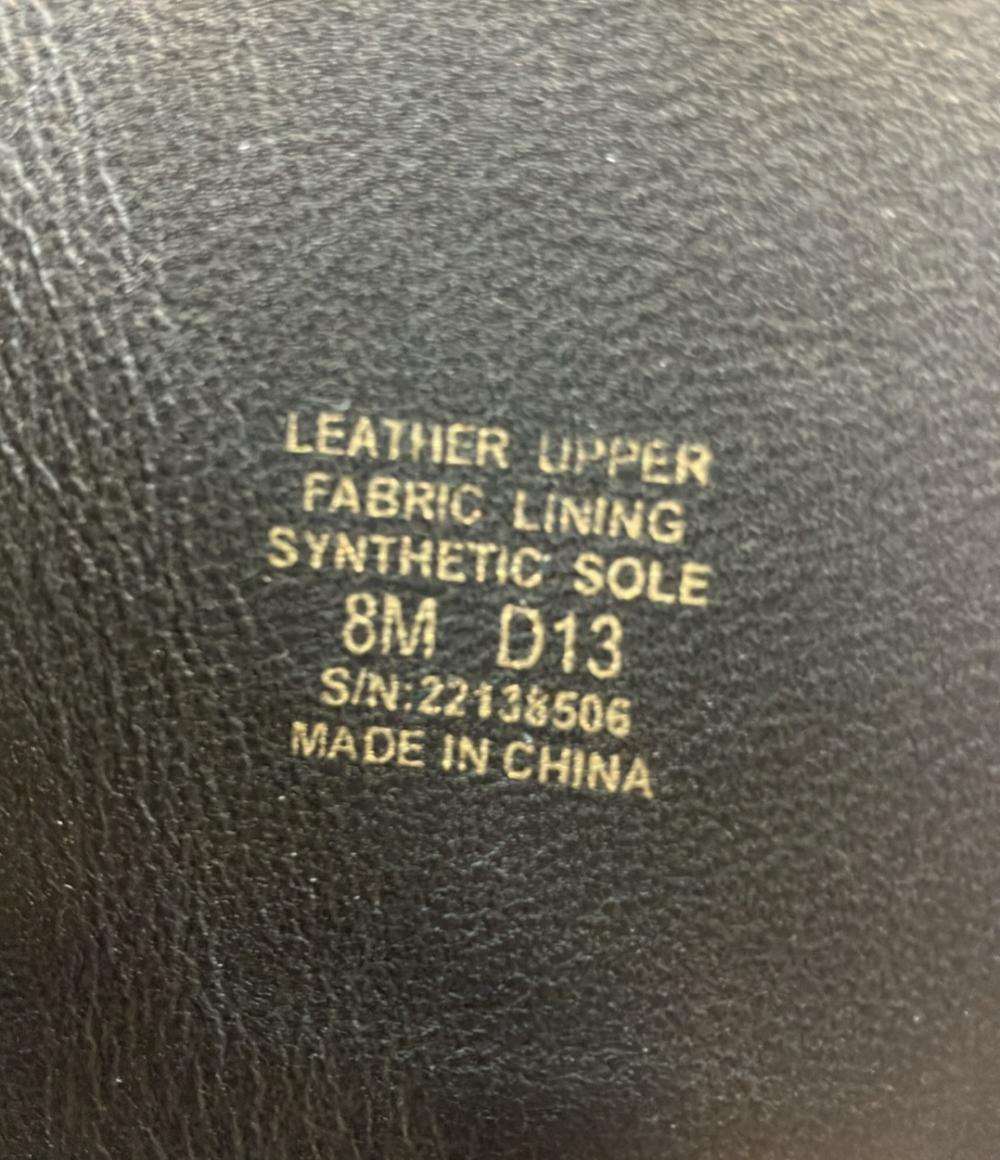 LEATHER UPPER
FABRIC LINING
SYNTHETIC SOLE
8M D13
S/N:22138506
MADE IN CHINA